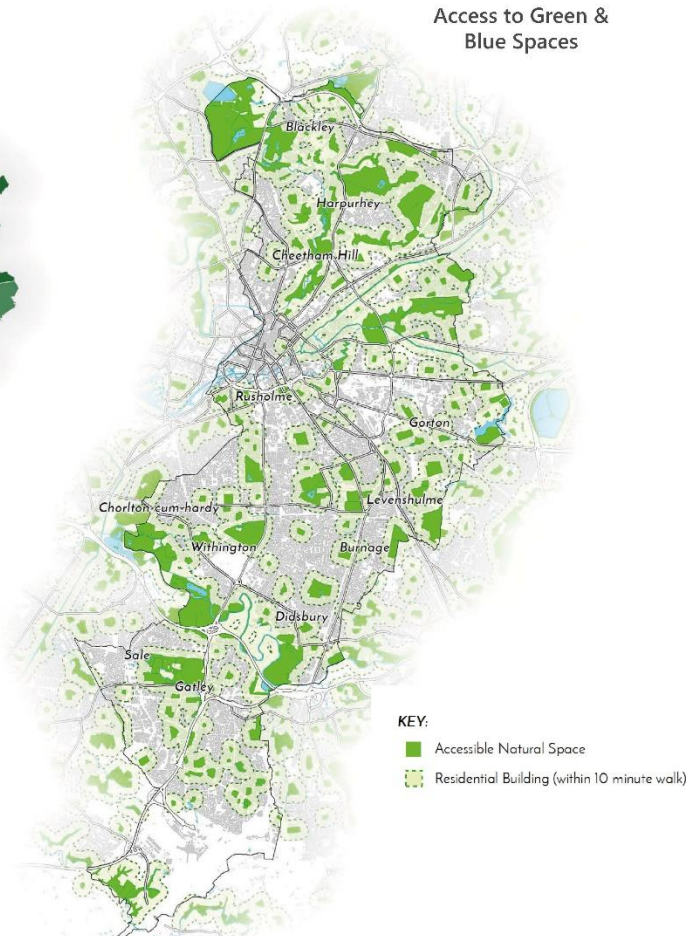 Access to Green &
Blue Spaces
Blackley
Harpurhey
Cheetham Hill
Rusholme
Gorton
Levenshulme
Chorlton-cum-hardy
Withington
Burnage
Didsbury
Sale
Gatley
KEY:
Accessible Natural Space
Residential Building (within 10 minute walk)